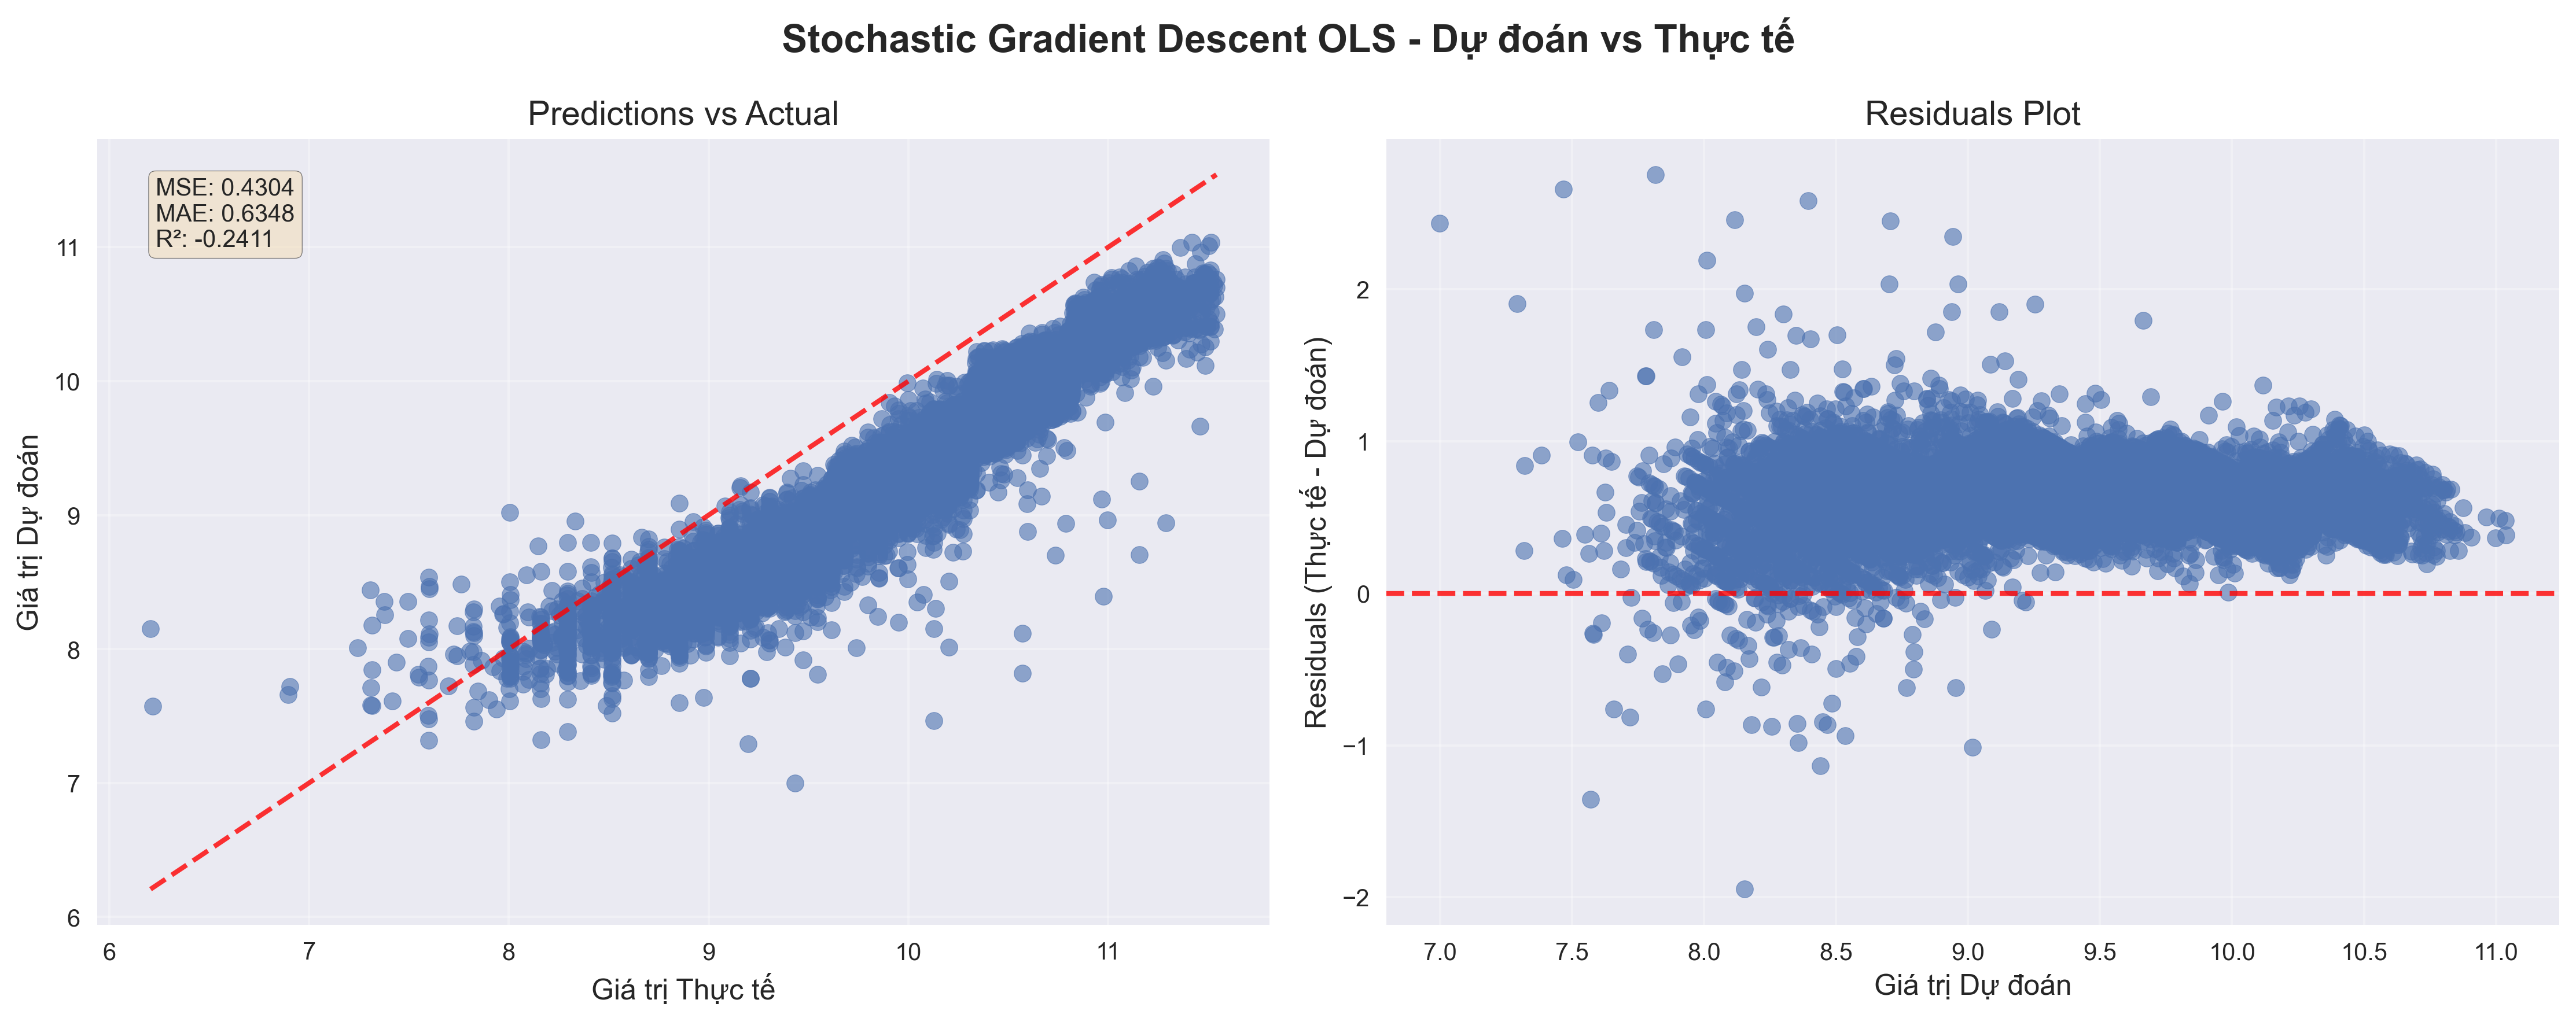 Stochastic Gradient Descent OLS - Dự đoán vs Thực tế
Predictions vs Actual
MSE: 0.4304
MAE: 0.6348
R²: -0.2411
Giá trị Dự đoán
11
10
9
8
7
6
6
7
8
9
10
11
Giá trị Thực tế
Residuals Plot
Residuals (Thực tế - Dự đoán)
2
1
0
−1
−2
7.0
7.5
8.0
8.5
9.0
9.5
10.0
10.5
11.0
Giá trị Dự đoán